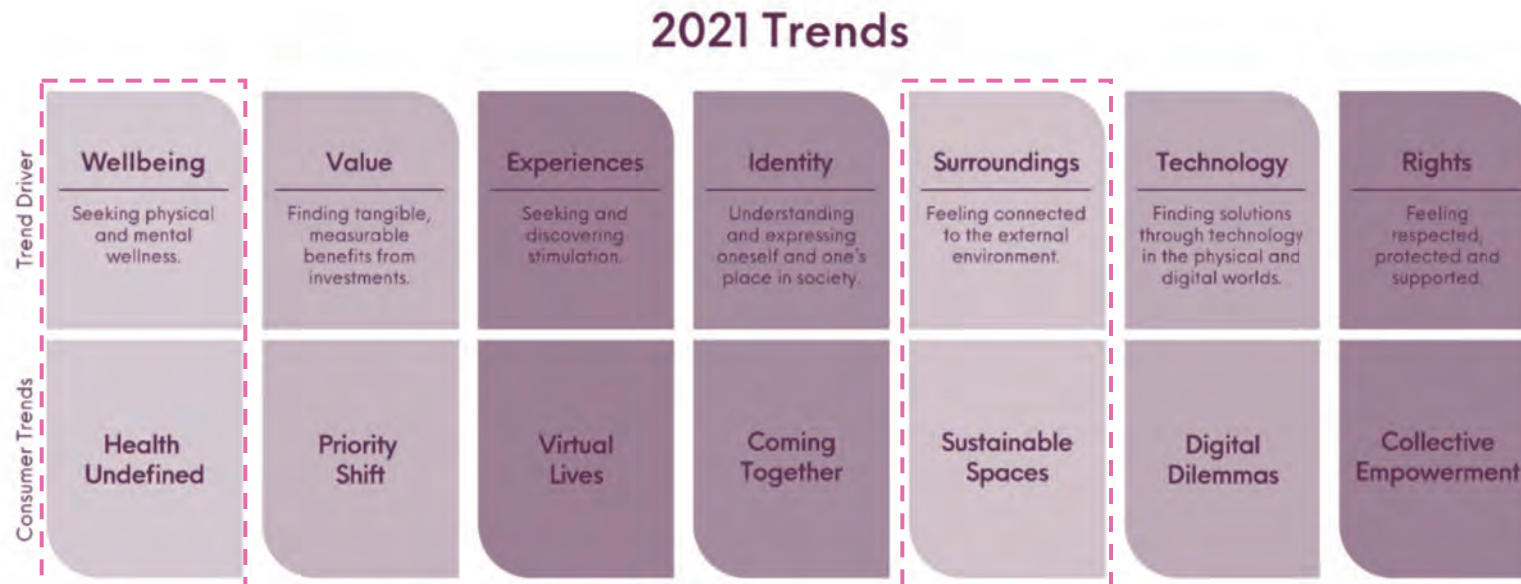 2021 Trends
Trend Driver
Wellbeing
Seeking physical
and mental
wellness.
Value
Finding tangible,
measurable
benefits from
investments.
Experiences
Seeking and
discovering
stimulation.
Identity
Understanding
and expressing
oneself and one's
place in society.
Surroundings
Feeling connected
to the external
environment.
Technology
Finding solutions
through technology
in the physical and
digital worlds.
Rights
Feeling
respected,
protected and
supported.
Consumer Trends
Health
Undefined
Priority
Shift
Virtual
Lives
Coming
Together
Sustainable
Spaces
Digital
Dilemmas
Collective
Empowerment